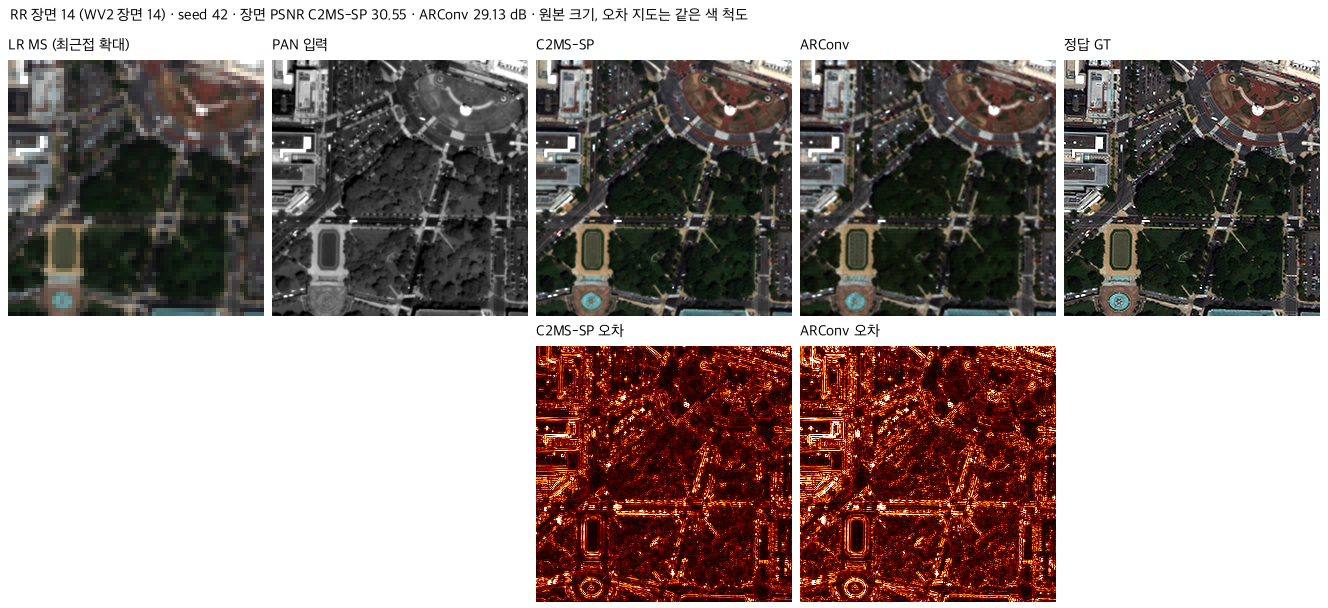 RR 장면 14 (WV2 장면 14) · seed 42 · 장면 PSNR C2MS-SP 30.55 · ARConv 29.13 dB · 원본 크기, 오차 지도는 같은 색 척도
LR MS (최근접 확대)
PAN 입력
C2MS-SP
ARConv
정답 GT
C2MS-SP 오차
ARConv 오차